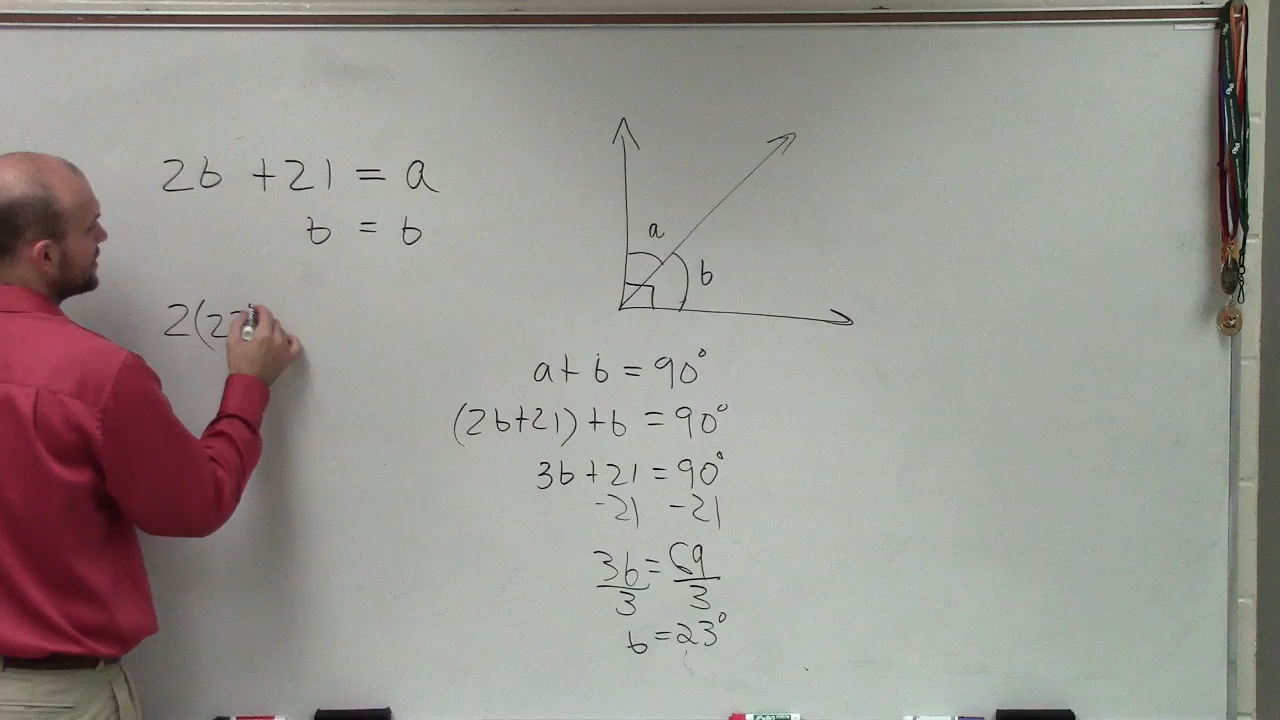 2b + 21 = a
b = b
2(2
a
b
a + b = 90°
(2b+21) + b = 90°
3b + 21 = 90°
-21 -21
3b = 69
3 3
b = 23°